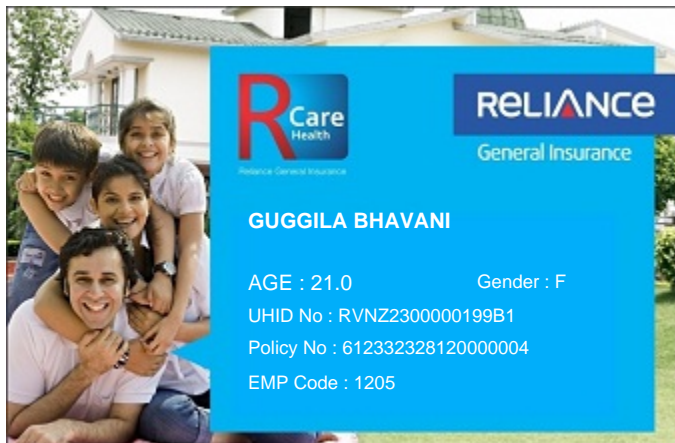 R Care
Health
Reliance General Insurance
RELIANCE
General Insurance
GUGGILA BHAVANI
AGE : 21.0 Gender : F
UHID No : RVNZ2300000199B1
Policy No : 612332328120000004
EMP Code : 1205